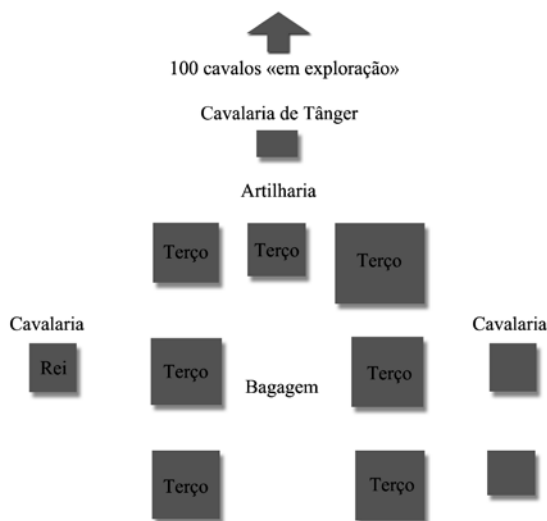 100 cavalos «em exploração»
Cavalaria de Tânger
Artilharia
Terço
Terço
Terço
Cavalaria
Cavalaria
Rei
Terço
Bagagem
Terço
Terço
Terço